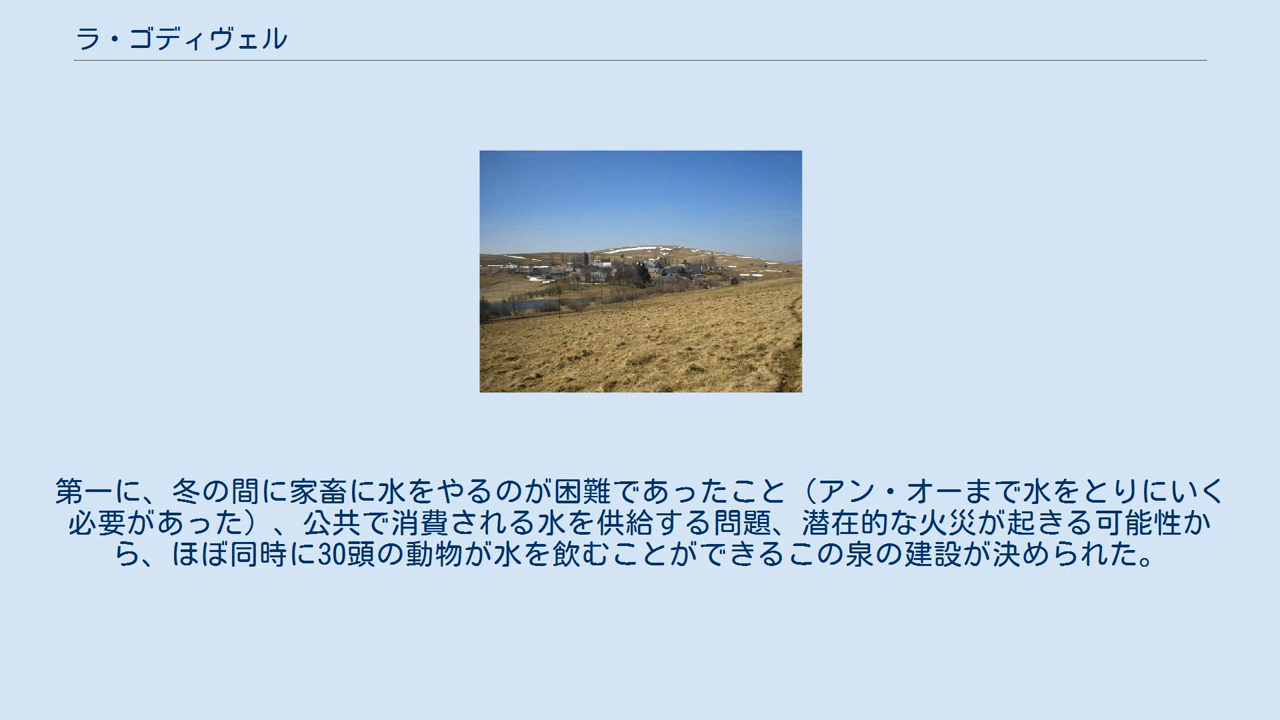 ラ・ゴディヴェル
第一に、冬の間に家畜に水をやるのが困難であったこと（アン・オーまで水をとりにいく
必要があった）、公共で消費される水を供給する問題、潜在的な火災が起きる可能性か
ら、ほぼ同時に30頭の動物が水を飲むことができるこの泉の建設が決められた。